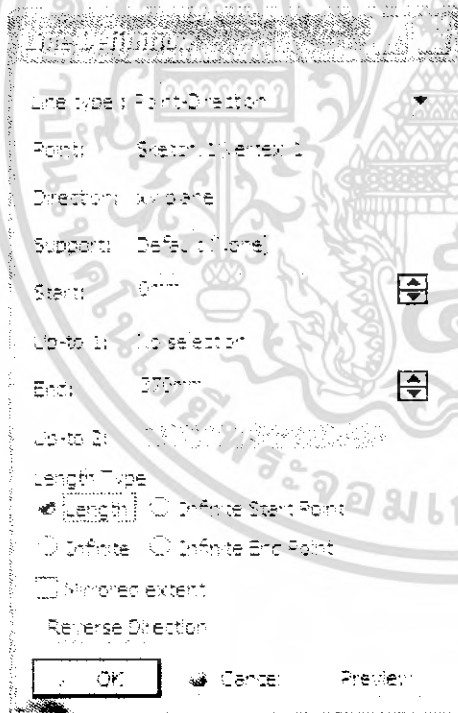 Line Definition
Line type : Point-Direction
Point: Sketch.1\Vertex.1
Direction: xy plane
Support: Default (None)
Start: 0mm
Up-to 1: No selection
End: 370mm
Up-to 2:
Length Type
Length Infinite Start Point
Infinite Infinite End Point
Mirrored extent
Reverse Direction
OK Cancel Preview